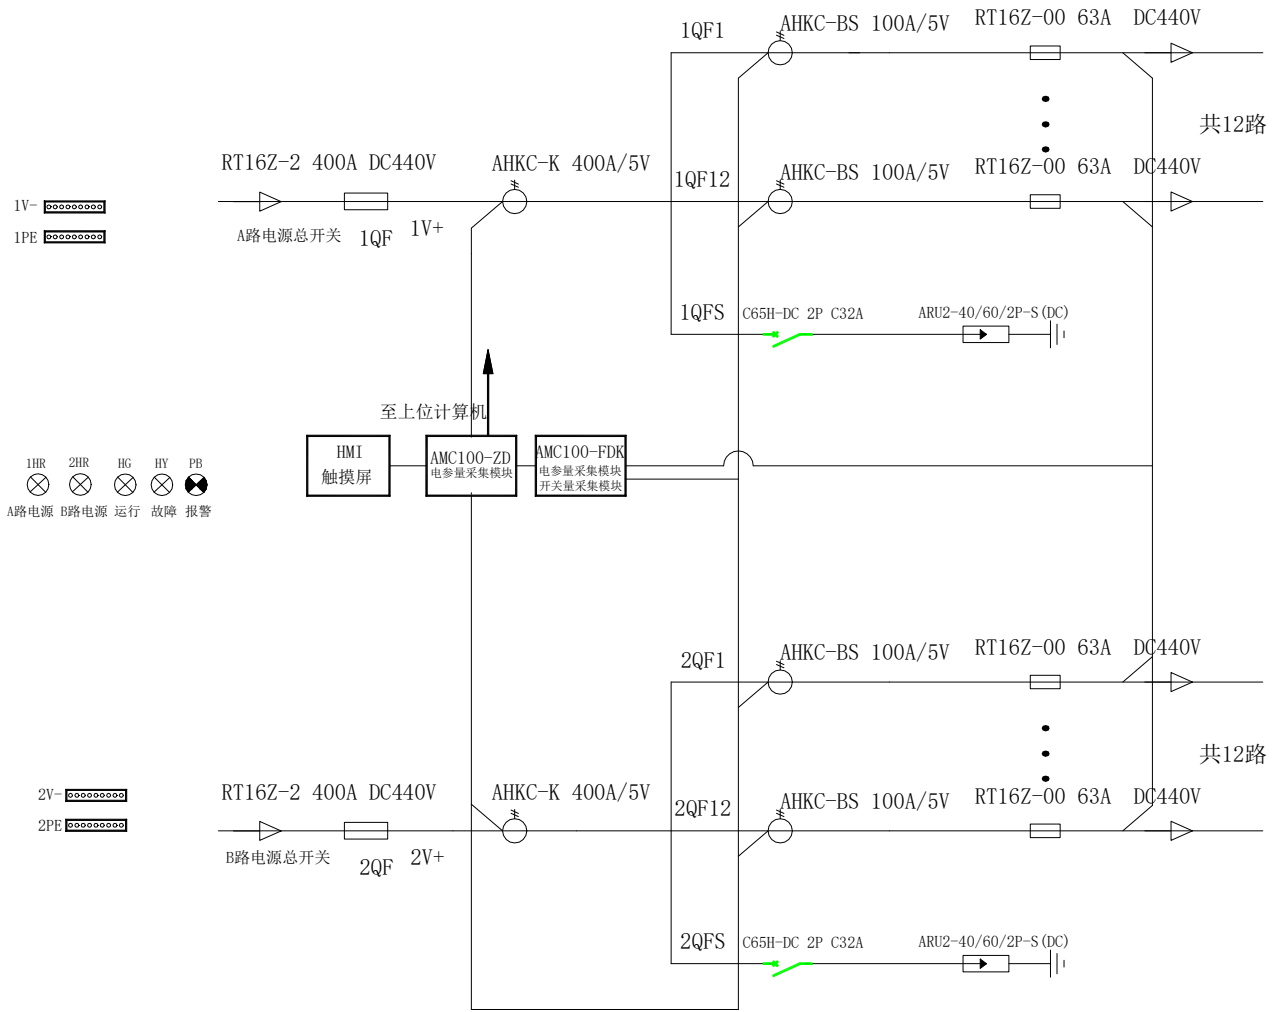 1QF1
AHKC-BS 100A/5V
RT16Z-00 63A
DC440V
共12路
RT16Z-2 400A DC440V
AHKC-K 400A/5V
1QF12
AHKC-BS 100A/5V
RT16Z-00 63A
DC440V
1V-
1PE
A路电源总开关
1QF
1V+
1QFS
C65H-DC 2P C32A
ARU2-40/60/2P-S(DC)
至上位计算机
HMI
触摸屏
AMC100-ZD
电参量采集模块
AMC100-FDK
电参量采集模块
开关量采集模块
1HR
2HR
HG
HY
PB
A路电源
B路电源
运行
故障
报警
2QF1
AHKC-BS 100A/5V
RT16Z-00 63A
DC440V
共12路
2V-
2PE
RT16Z-2 400A DC440V
AHKC-K 400A/5V
2QF12
AHKC-BS 100A/5V
RT16Z-00 63A
DC440V
B路电源总开关
2QF
2V+
2QFS
C65H-DC 2P C32A
ARU2-40/60/2P-S(DC)